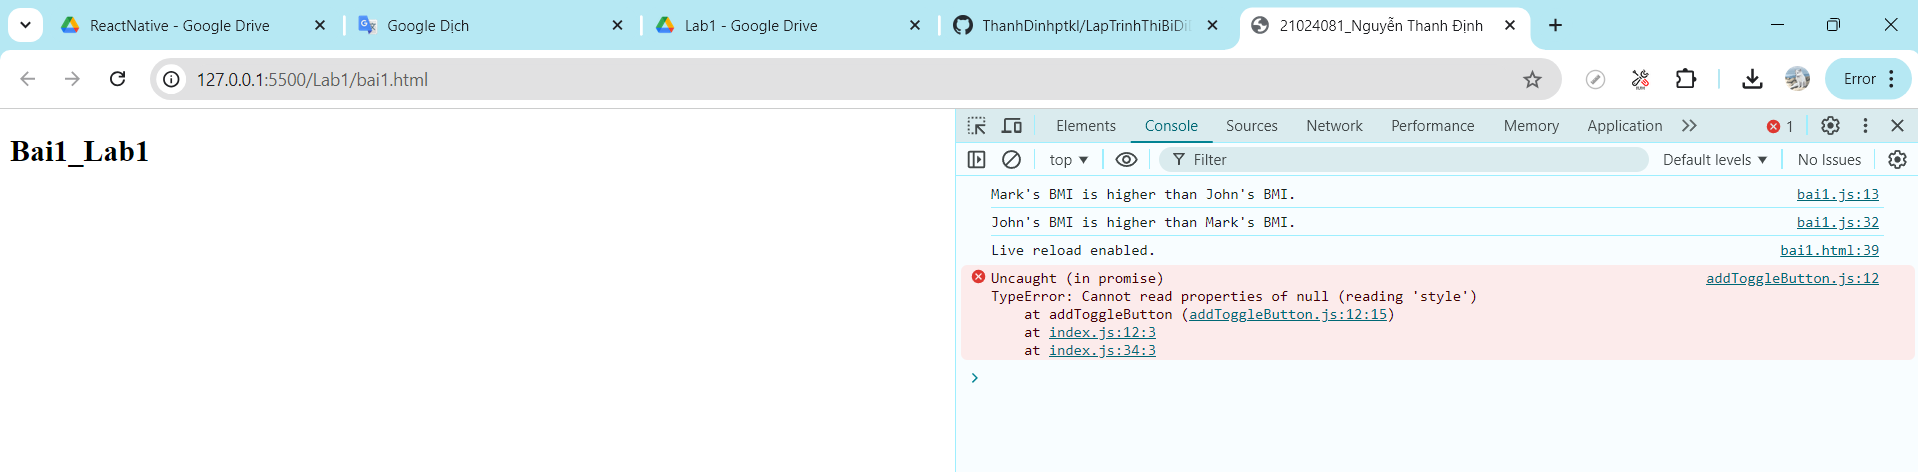 ReactNative - Google Drive
Google Dịch
Lab1 - Google Drive
ThanhDinhptkl/LapTrinhThiBiDi
21024081_Nguyễn Thanh Định
127.0.0.1:5500/Lab1/bai1.html
Error
Bai1_Lab1
Elements Console Sources Network Performance Memory Application 1
top Filter Default levels No Issues
Mark's BMI is higher than John's BMI. bai1.js:13
John's BMI is higher than Mark's BMI. bai1.js:32
Live reload enabled. bai1.html:39
Uncaught (in promise) addToggleButton.js:12
TypeError: Cannot read properties of null (reading 'style')
at addToggleButton (addToggleButton.js:12:15)
at index.js:12:3
at index.js:34:3